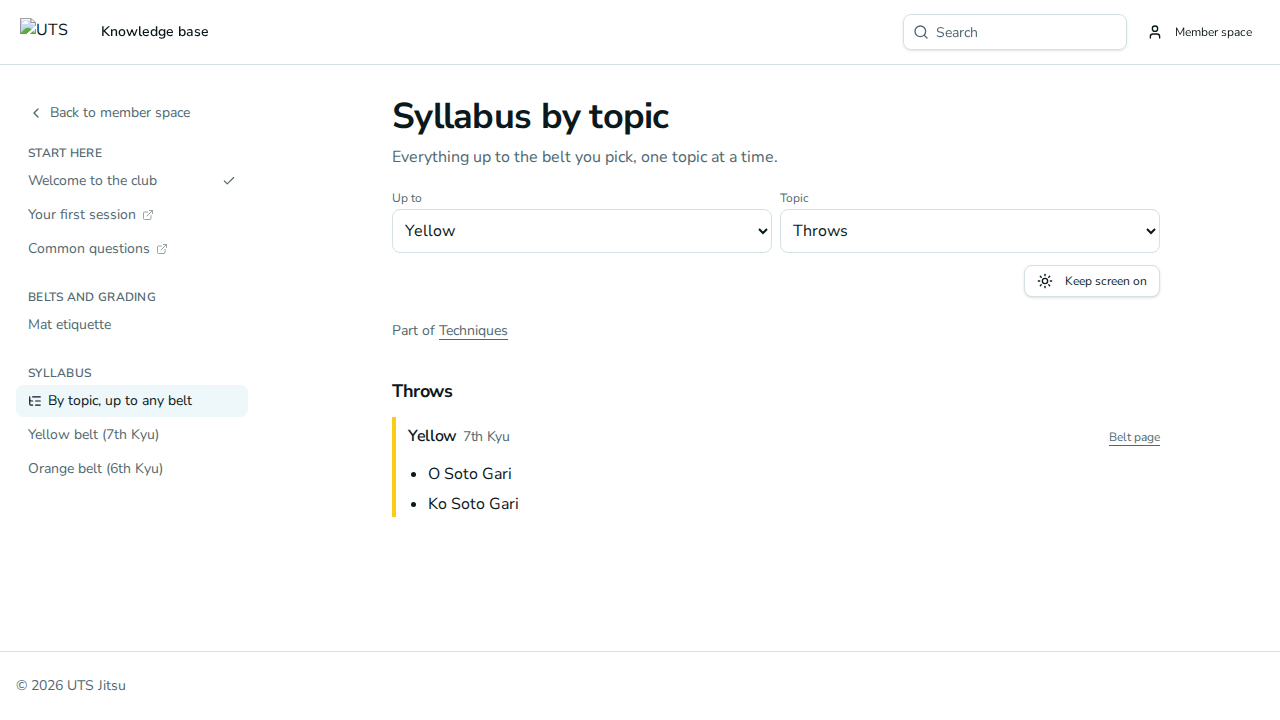 UTS
Knowledge base
Search
Member space
Back to member space
START HERE
Welcome to the club
Your first session
Common questions
BELTS AND GRADING
Mat etiquette
SYLLABUS
By topic, up to any belt
Yellow belt (7th Kyu)
Orange belt (6th Kyu)
Syllabus by topic
Everything up to the belt you pick, one topic at a time.
Up to
Yellow
Topic
Throws
Keep screen on
Part of Techniques
Throws
Yellow 7th Kyu
Belt page
O Soto Gari
Ko Soto Gari
© 2026 UTS Jitsu